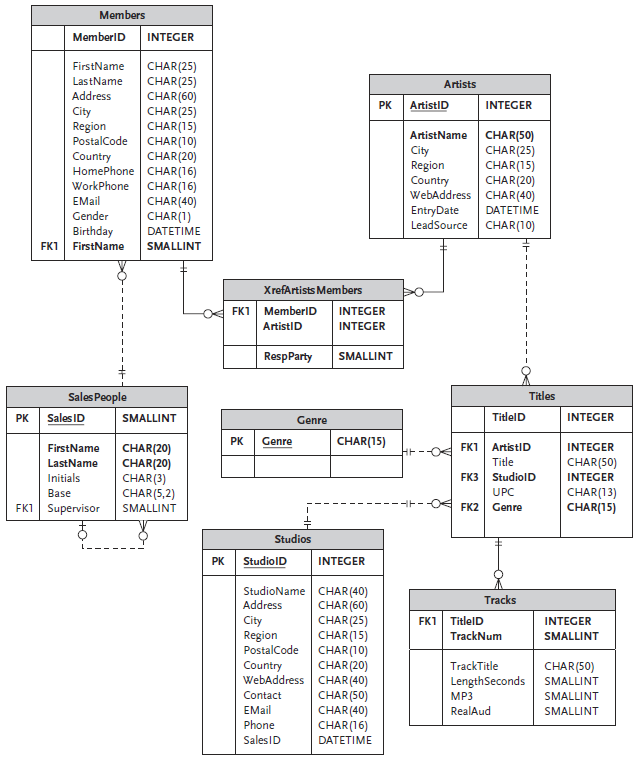 Members
MemberID INTEGER
FirstName CHAR(25)
LastName CHAR(25)
Address CHAR(60)
City CHAR(25)
Region CHAR(15)
PostalCode CHAR(10)
Country CHAR(20)
HomePhone CHAR(16)
WorkPhone CHAR(16)
EMail CHAR(40)
Gender CHAR(1)
Birthday DATETIME
FK1 FirstName SMALLINT
Artists
PK ArtistID INTEGER
ArtistName CHAR(50)
City CHAR(25)
Region CHAR(15)
Country CHAR(20)
WebAddress CHAR(40)
EntryDate DATETIME
LeadSource CHAR(10)
XrefArtistsMembers
FK1 MemberID INTEGER
ArtistID INTEGER
RespParty SMALLINT
SalesPeople
PK SalesID SMALLINT
FirstName CHAR(20)
LastName CHAR(20)
Initials CHAR(3)
Base CHAR(5,2)
FK1 Supervisor SMALLINT
Genre
PK Genre CHAR(15)
Titles
TitleID INTEGER
FK1 ArtistID INTEGER
Title CHAR(50)
FK3 StudioID INTEGER
UPC CHAR(13)
FK2 Genre CHAR(15)
Studios
PK StudioID INTEGER
StudioName CHAR(40)
Address CHAR(60)
City CHAR(25)
Region CHAR(15)
PostalCode CHAR(10)
Country CHAR(20)
WebAddress CHAR(40)
Contact CHAR(50)
EMail CHAR(40)
Phone CHAR(16)
SalesID DATETIME
Tracks
FK1 TitleID INTEGER
TrackNum SMALLINT
TrackTitle CHAR(50)
LengthSeconds SMALLINT
MP3 SMALLINT
RealAud SMALLINT